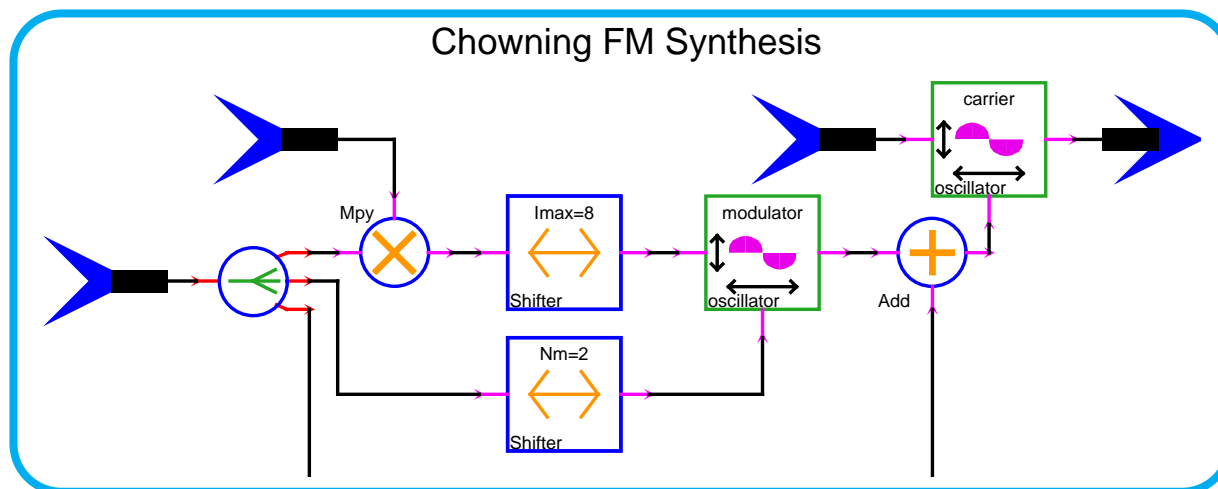 Chowning FM Synthesis
carrier
oscillator
Mpy
Imax=8
Shifter
modulator
oscillator
Add
Nm=2
Shifter